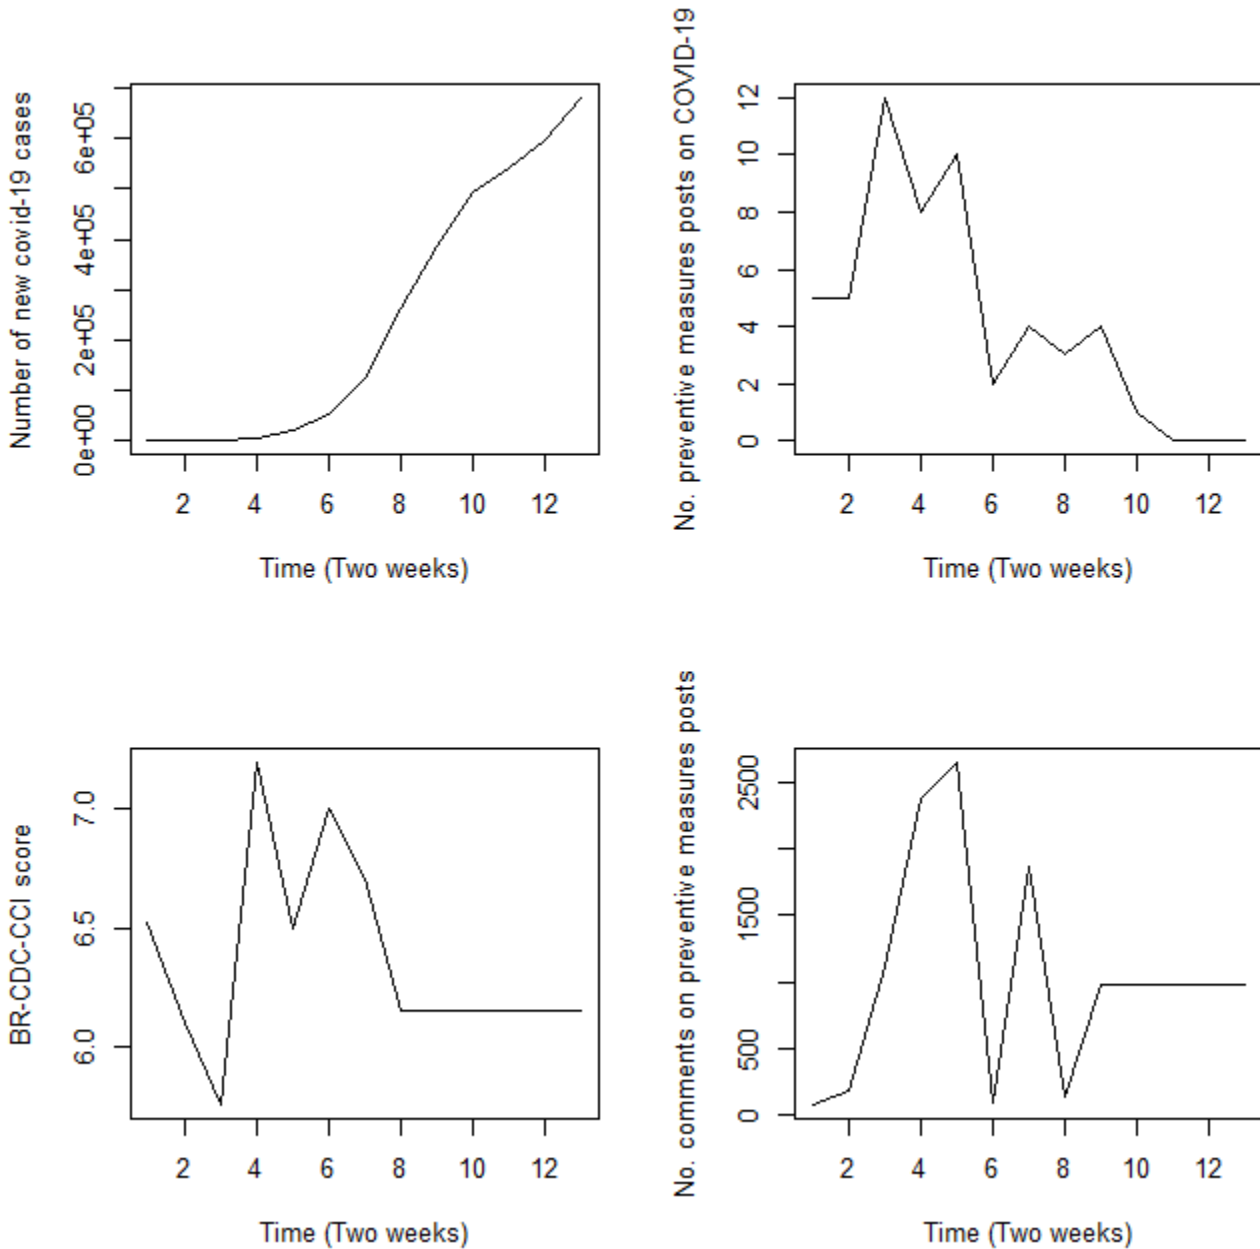 Number of new covid-19 cases
0e+00 2e+05 4e+05 6e+05
2 4 6 8 10 12
Time (Two weeks)
No. preventive measures posts on COVID-19
0 2 4 6 8 10 12
2 4 6 8 10 12
Time (Two weeks)
BR-CDC-CCI score
6.0 6.5 7.0
2 4 6 8 10 12
Time (Two weeks)
No. comments on preventive measures posts
0 500 1500 2500
2 4 6 8 10 12
Time (Two weeks)